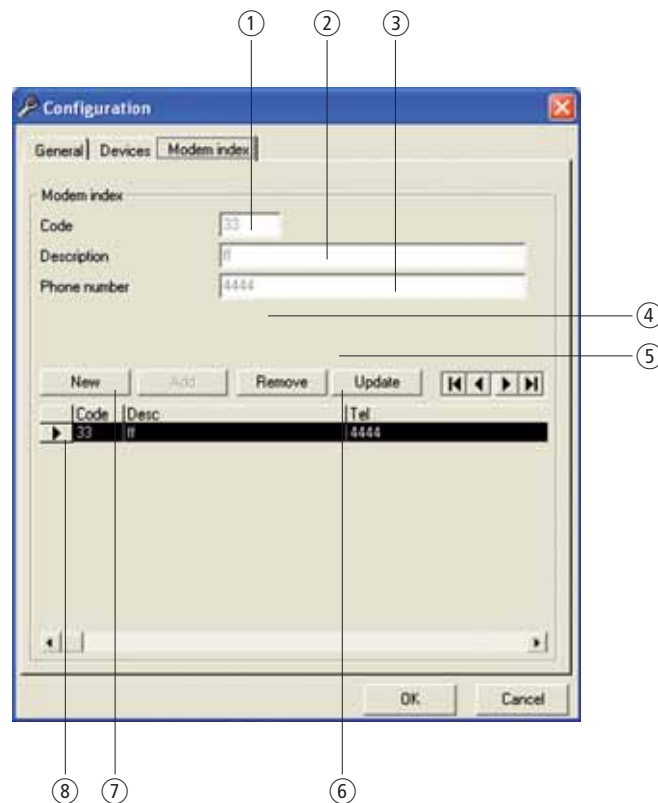 ① ② ③
Configuration
General Devices Modem index
Modem index
Code 33
Description ff
Phone number 4444
④
⑤
New Add Remove Update
Code Desc Tel
33 ff 4444
OK Cancel
⑧ ⑦ ⑥